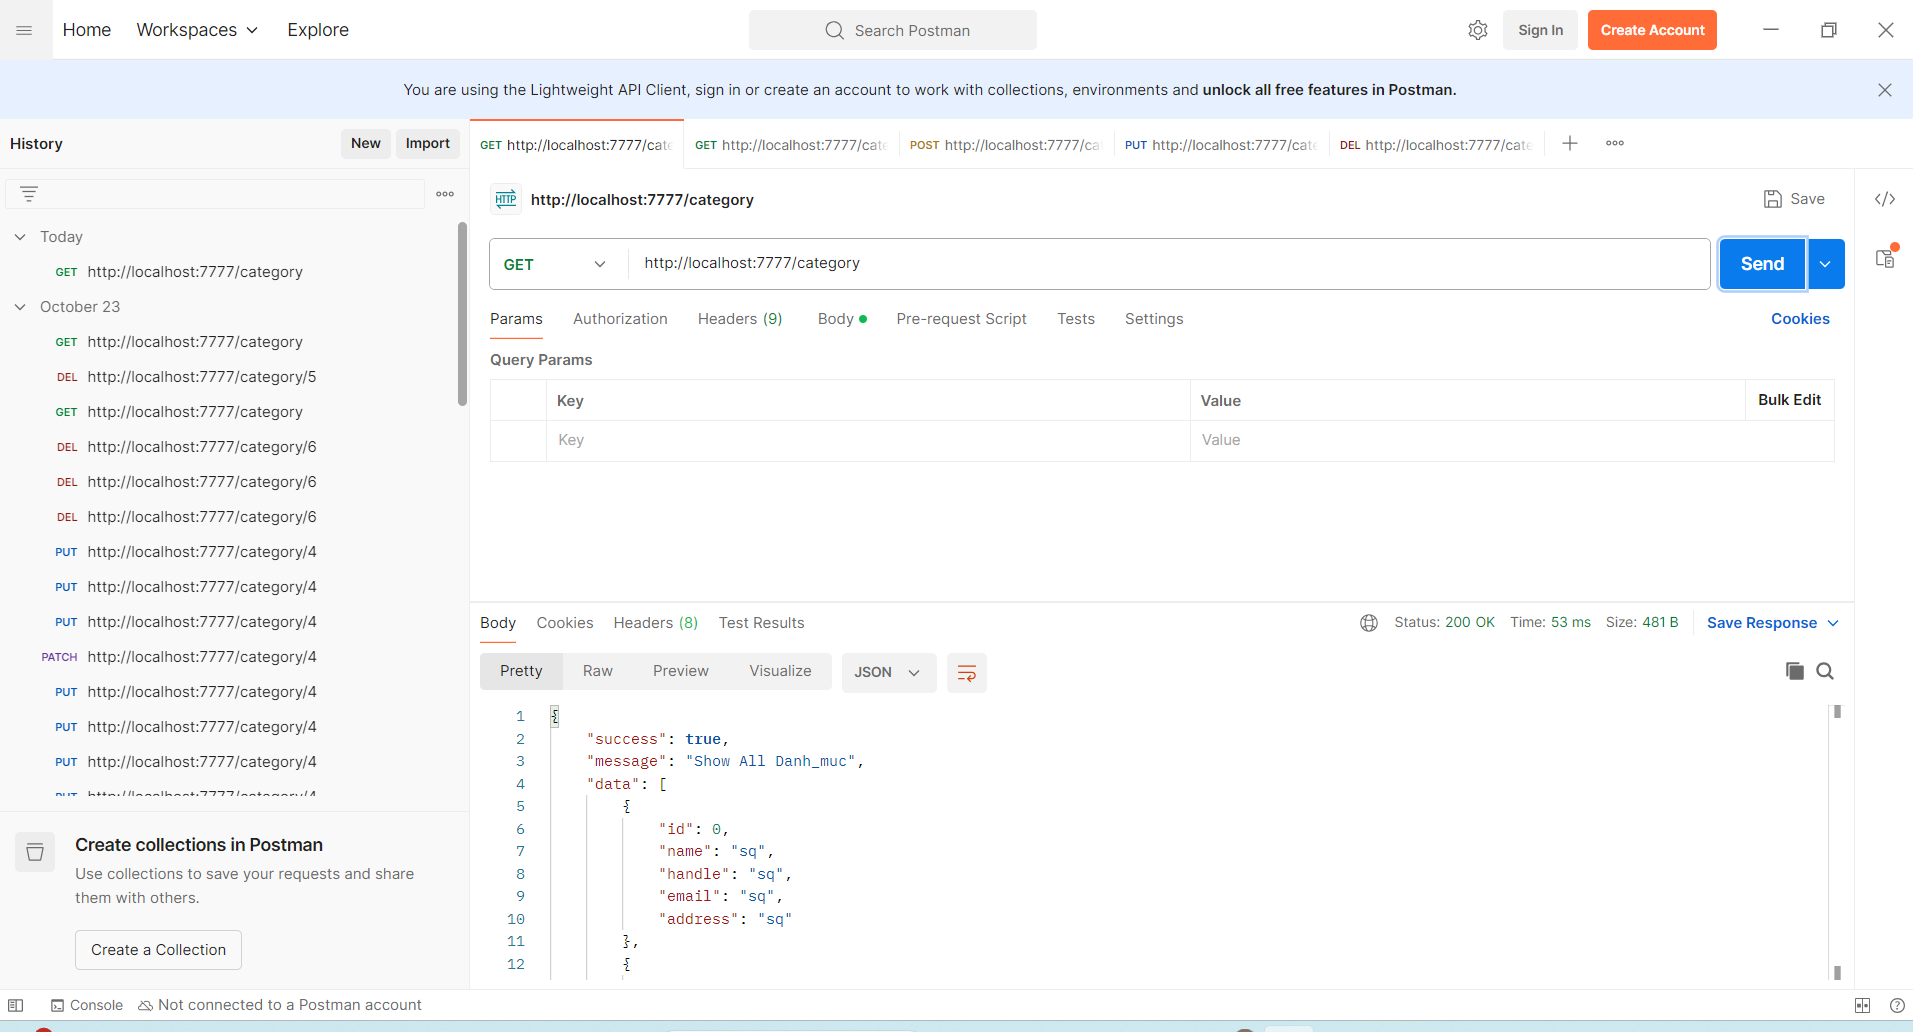 Home Workspaces Explore Search Postman Sign In Create Account
You are using the Lightweight API Client, sign in or create an account to work with collections, environments and unlock all free features in Postman.
History New Import
GET http://localhost:7777/cate GET http://localhost:7777/cate POST http://localhost:7777/ca PUT http://localhost:7777/cate DEL http://localhost:7777/cate
Today
GET http://localhost:7777/category
October 23
GET http://localhost:7777/category
DEL http://localhost:7777/category/5
GET http://localhost:7777/category
DEL http://localhost:7777/category/6
DEL http://localhost:7777/category/6
DEL http://localhost:7777/category/6
PUT http://localhost:7777/category/4
PUT http://localhost:7777/category/4
PUT http://localhost:7777/category/4
PATCH http://localhost:7777/category/4
PUT http://localhost:7777/category/4
PUT http://localhost:7777/category/4
PUT http://localhost:7777/category/4
PUT http://localhost:7777/category/4
Create collections in Postman
Use collections to save your requests and share
them with others.
Create a Collection
HTTP http://localhost:7777/category Save
GET http://localhost:7777/category Send
Params Authorization Headers (9) Body Pre-request Script Tests Settings Cookies
Query Params
Key Value Bulk Edit
Key Value
Body Cookies Headers (8) Test Results Status: 200 OK Time: 53 ms Size: 481 B Save Response
Pretty Raw Preview Visualize JSON
1 {
2 "success": true,
3 "message": "Show All Danh_muc",
4 "data": [
5 {
6 "id": 0,
7 "name": "sq",
8 "handle": "sq",
9 "email": "sq",
10 "address": "sq"
11 },
12 {
Console Not connected to a Postman account